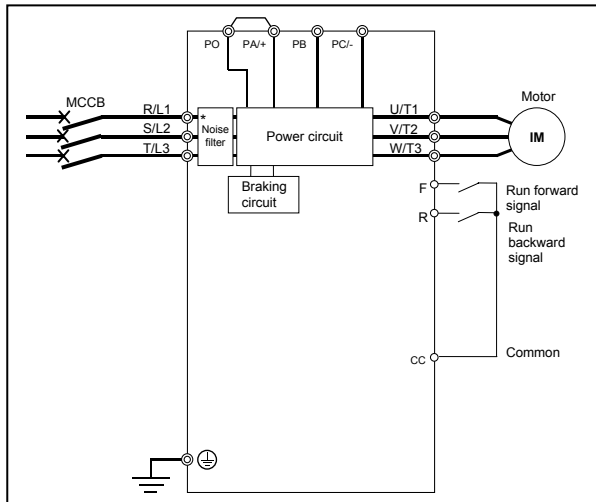 PO PA/+ PB PC/-
MCCB
R/L1
S/L2
T/L3
*
Noise
filter
Power circuit
Braking
circuit
U/T1
V/T2
W/T3
Motor
IM
F
Run forward
signal
R
Run
backward
signal
CC
Common